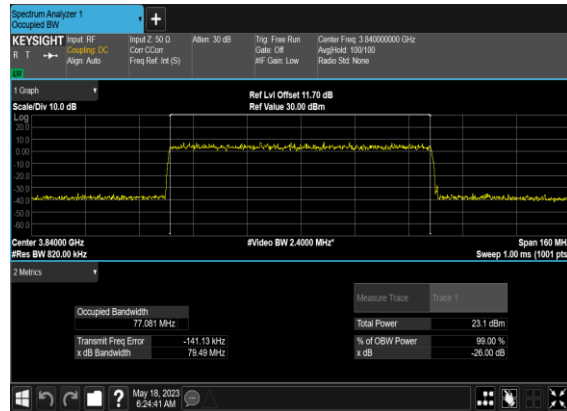 Spectrum Analyzer 1
Occupied BW
+
KEYSIGHT
R T
LV
Input: RF
Coupling: DC
Align: Auto
Input Z: 50 Ω
Corr CCorr
Freq Ref: Int (S)
Atten: 30 dB
Trig: Free Run
Gate: Off
#IF Gain: Low
Center Freq: 3.840000000 GHz
Avg|Hold: 100/100
Radio Std: None
1 Graph
Scale/Div 10.0 dB
Ref Lvl Offset 11.70 dB
Ref Value 30.00 dBm
Log
20.0
10.0
0.00
-10.0
-20.0
-30.0
-40.0
-50.0
-60.0
Center 3.84000 GHz
#Res BW 820.00 kHz
#Video BW 2.4000 MHz*
Span 160 MH
Sweep 1.00 ms (1001 pts
2 Metrics
Measure Trace Trace 1
Occupied Bandwidth
77.081 MHz
Total Power 23.1 dBm
Transmit Freq Error -141.13 kHz
% of OBW Power 99.00 %
x dB Bandwidth 79.49 MHz
x dB -26.00 dB
?
May 18, 2023
6:24:41 AM